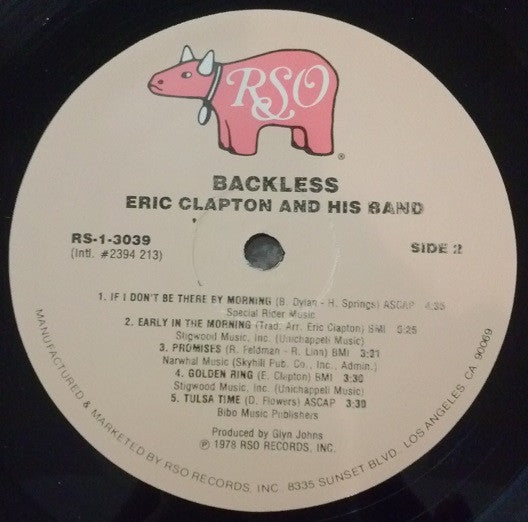 RSO
®
BACKLESS
ERIC CLAPTON AND HIS BAND
RS-1-3039
(Intl. #2394 213)
SIDE 2
1. IF I DON'T BE THERE BY MORNING (B. Dylan - H. Springs) ASCAP 4:35
Special Rider Music
2. EARLY IN THE MORNING (Trad. Arr. Eric Clapton) BMI 5:25
Stigwood Music, Inc. (Unichappell Music)
3. PROMISES (R. Feldman - R. Linn) BMI 3:21
Narwhal Music (Skyhill Pub. Co., Inc., Admin.)
4. GOLDEN RING (E. Clapton) BMI 3:30
Stigwood Music, Inc. (Unichappell Music)
5. TULSA TIME (D. Flowers) ASCAP 3:30
Bibo Music Publishers
Produced by Glyn Johns
℗ 1978 RSO RECORDS, INC.
MANUFACTURED & MARKETED BY RSO RECORDS, INC. 8335 SUNSET BLVD. LOS ANGELES, CA 90069